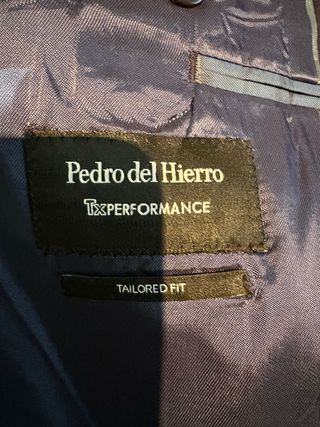 Pedro del Hierro
TxPERFORMANCE
TAILORED FIT